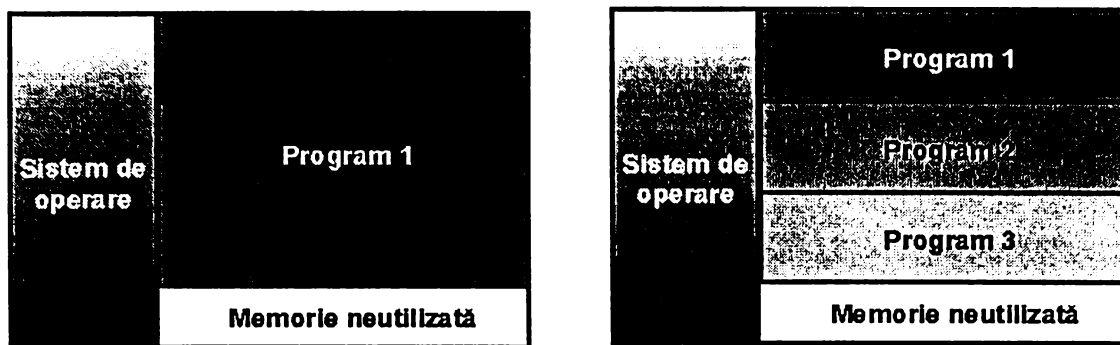 Sistem de
operare
Program 1
Memorie neutilizată
Sistem de
operare
Program 1
Program 2
Program 3
Memorie neutilizată